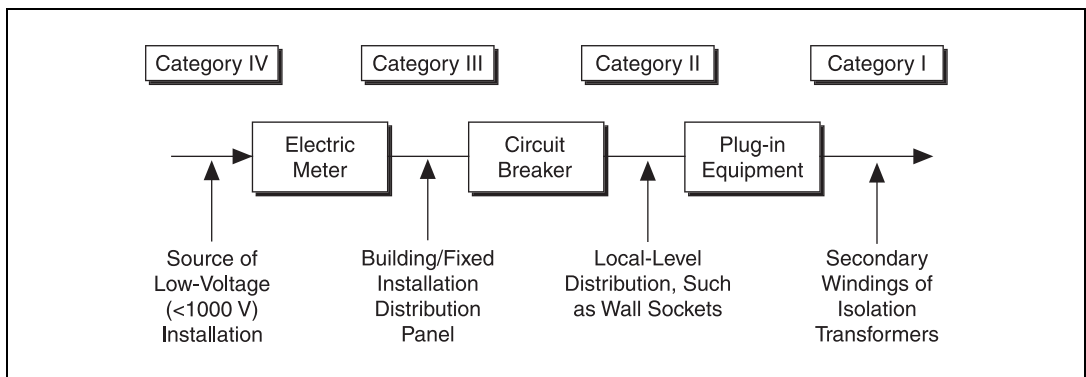 Category IV
Category III
Category II
Category I
Electric
Meter
Circuit
Breaker
Plug-in
Equipment
Source of
Low-Voltage
(<1000 V)
Installation
Building/Fixed
Installation
Distribution
Panel
Local-Level
Distribution, Such
as Wall Sockets
Secondary
Windings of
Isolation
Transformers